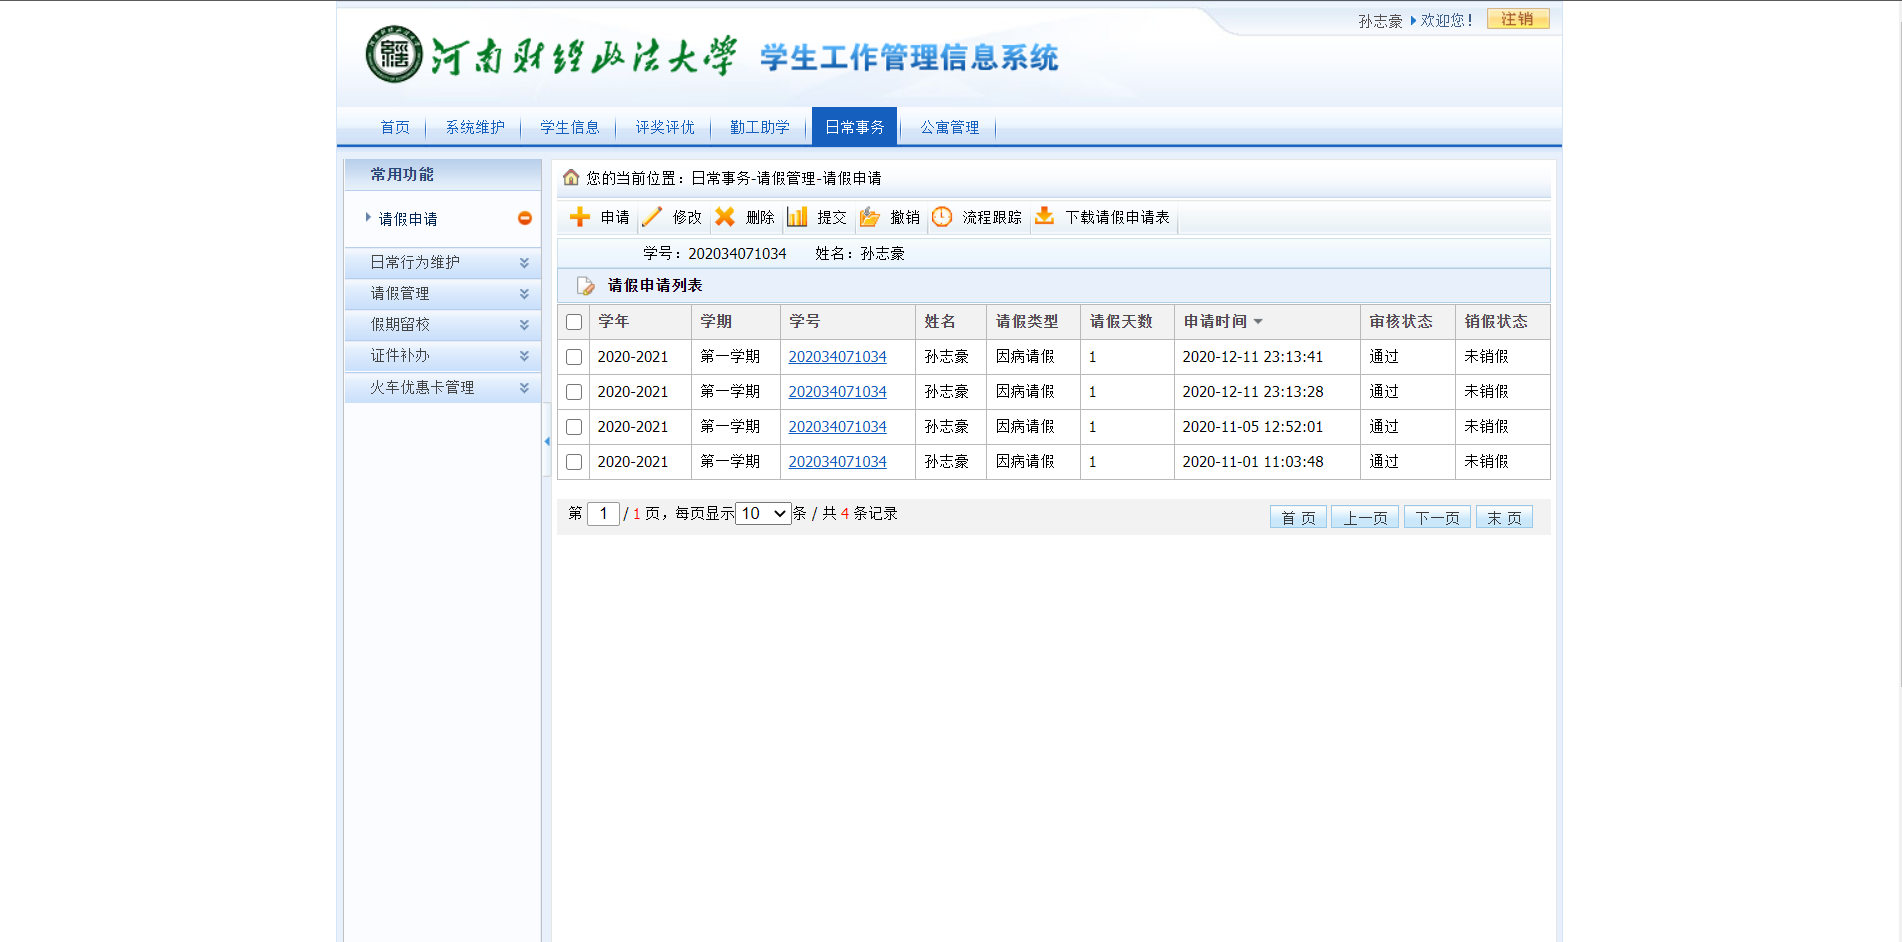 孙志豪 欢迎您! 注销
河南财经政法大学 学生工作管理信息系统
首页 系统维护 学生信息 评奖评优 勤工助学 日常事务 公寓管理
常用功能
请假申请
日常行为维护
请假管理
假期留校
证件补办
火车优惠卡管理
您的当前位置：日常事务-请假管理-请假申请
申请 修改 删除 提交 撤销 流程跟踪 下载请假申请表
学号：202034071034 姓名：孙志豪
请假申请列表
学年 学期 学号 姓名 请假类型 请假天数 申请时间 审核状态 销假状态
2020-2021 第一学期 202034071034 孙志豪 因病请假 1 2020-12-11 23:13:41 通过 未销假
2020-2021 第一学期 202034071034 孙志豪 因病请假 1 2020-12-11 23:13:28 通过 未销假
2020-2021 第一学期 202034071034 孙志豪 因病请假 1 2020-11-05 12:52:01 通过 未销假
2020-2021 第一学期 202034071034 孙志豪 因病请假 1 2020-11-01 11:03:48 通过 未销假
第 1 / 1 页，每页显示 10 条 / 共 4 条记录 首 页 上一页 下一页 末 页